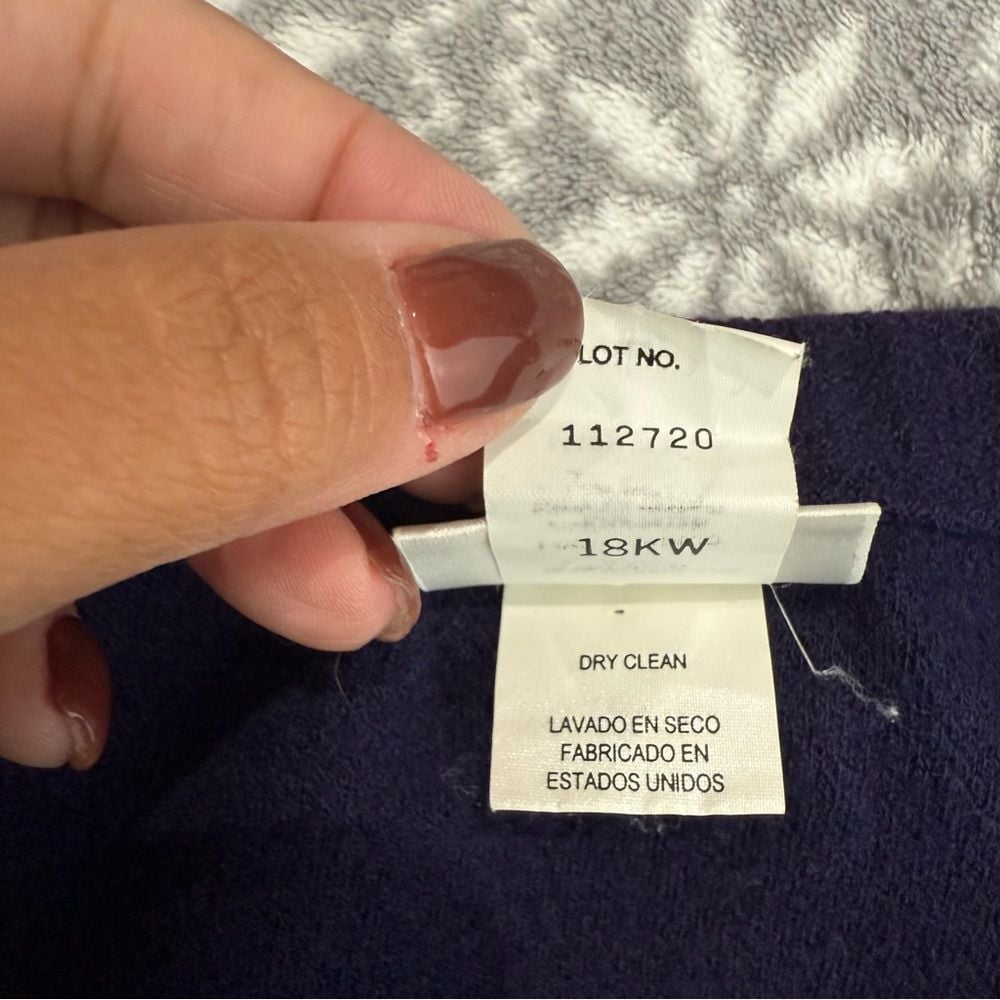 LOT NO.
112720
18KW
DRY CLEAN
LAVADO EN SECO
FABRICADO EN
ESTADOS UNIDOS